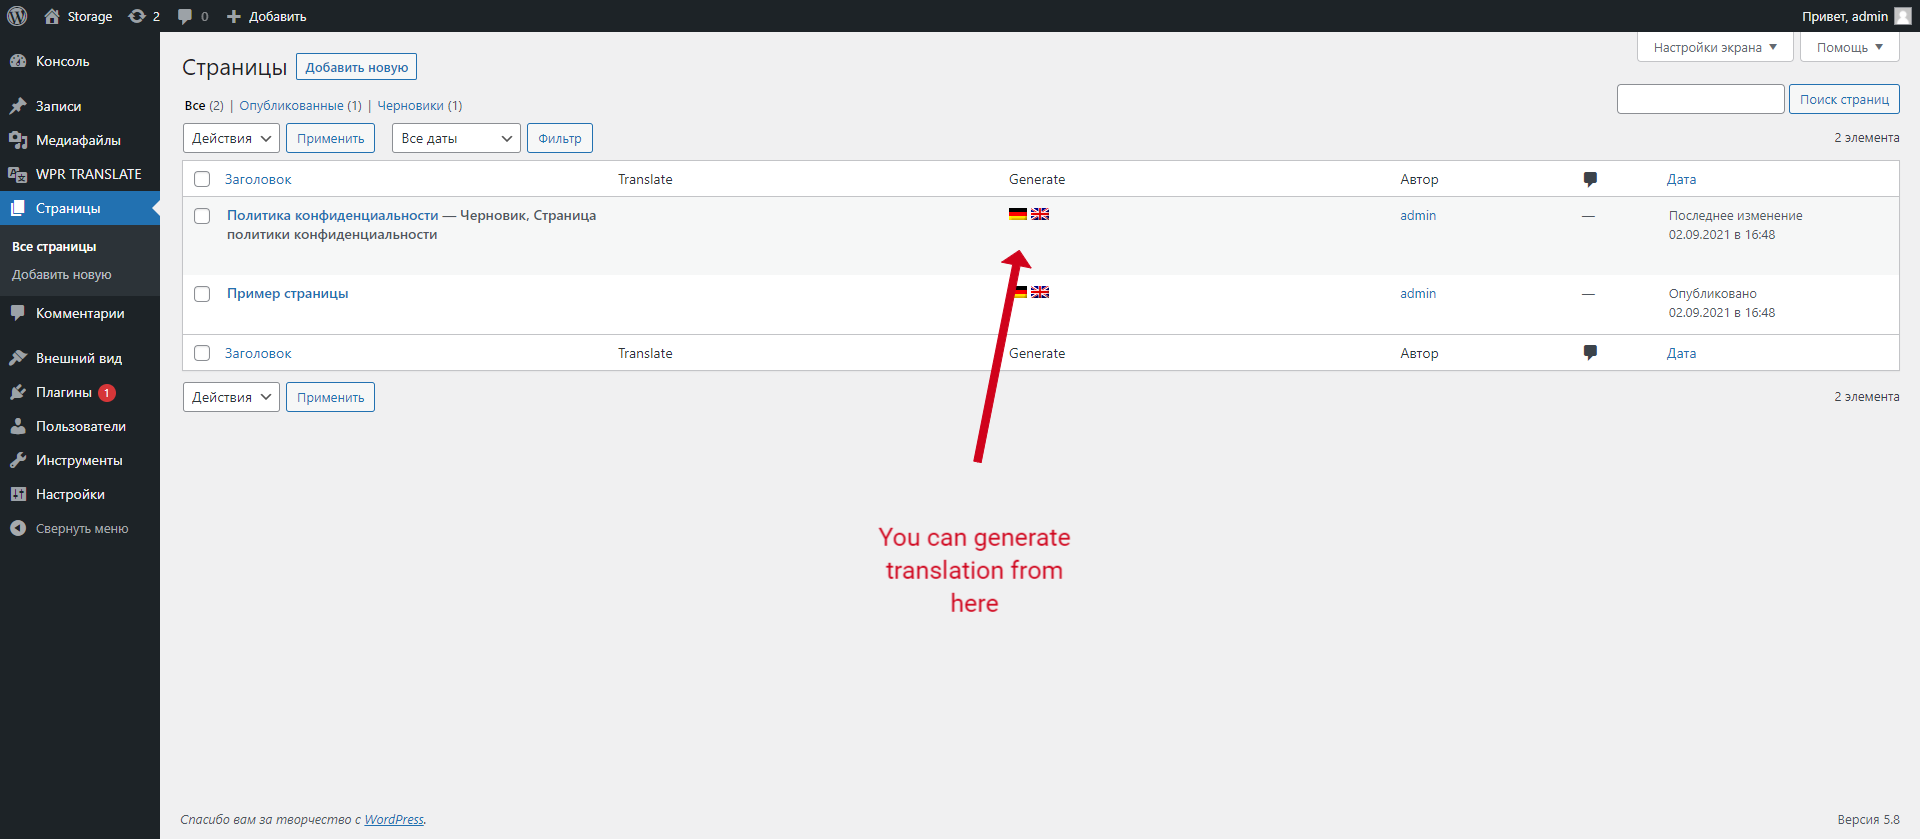 Storage 2 0 Добавить Привет, admin
Консоль
Записи
Медиафайлы
WPR TRANSLATE
Страницы
Все страницы
Добавить новую
Комментарии
Внешний вид
Плагины 1
Пользователи
Инструменты
Настройки
Свернуть меню
Настройки экрана Помощь
Страницы Добавить новую
Все (2) | Опубликованные (1) | Черновики (1)
Поиск страниц
Действия Применить Все даты Фильтр 2 элемента
Заголовок Translate Generate Автор Дата
Политика конфиденциальности — Черновик, Страница admin — Последнее изменение
политики конфиденциальности 02.09.2021 в 16:48
Пример страницы admin — Опубликовано
02.09.2021 в 16:48
Заголовок Translate Generate Автор Дата
Действия Применить 2 элемента
You can generate
translation from
here
Спасибо вам за творчество с WordPress. Версия 5.8